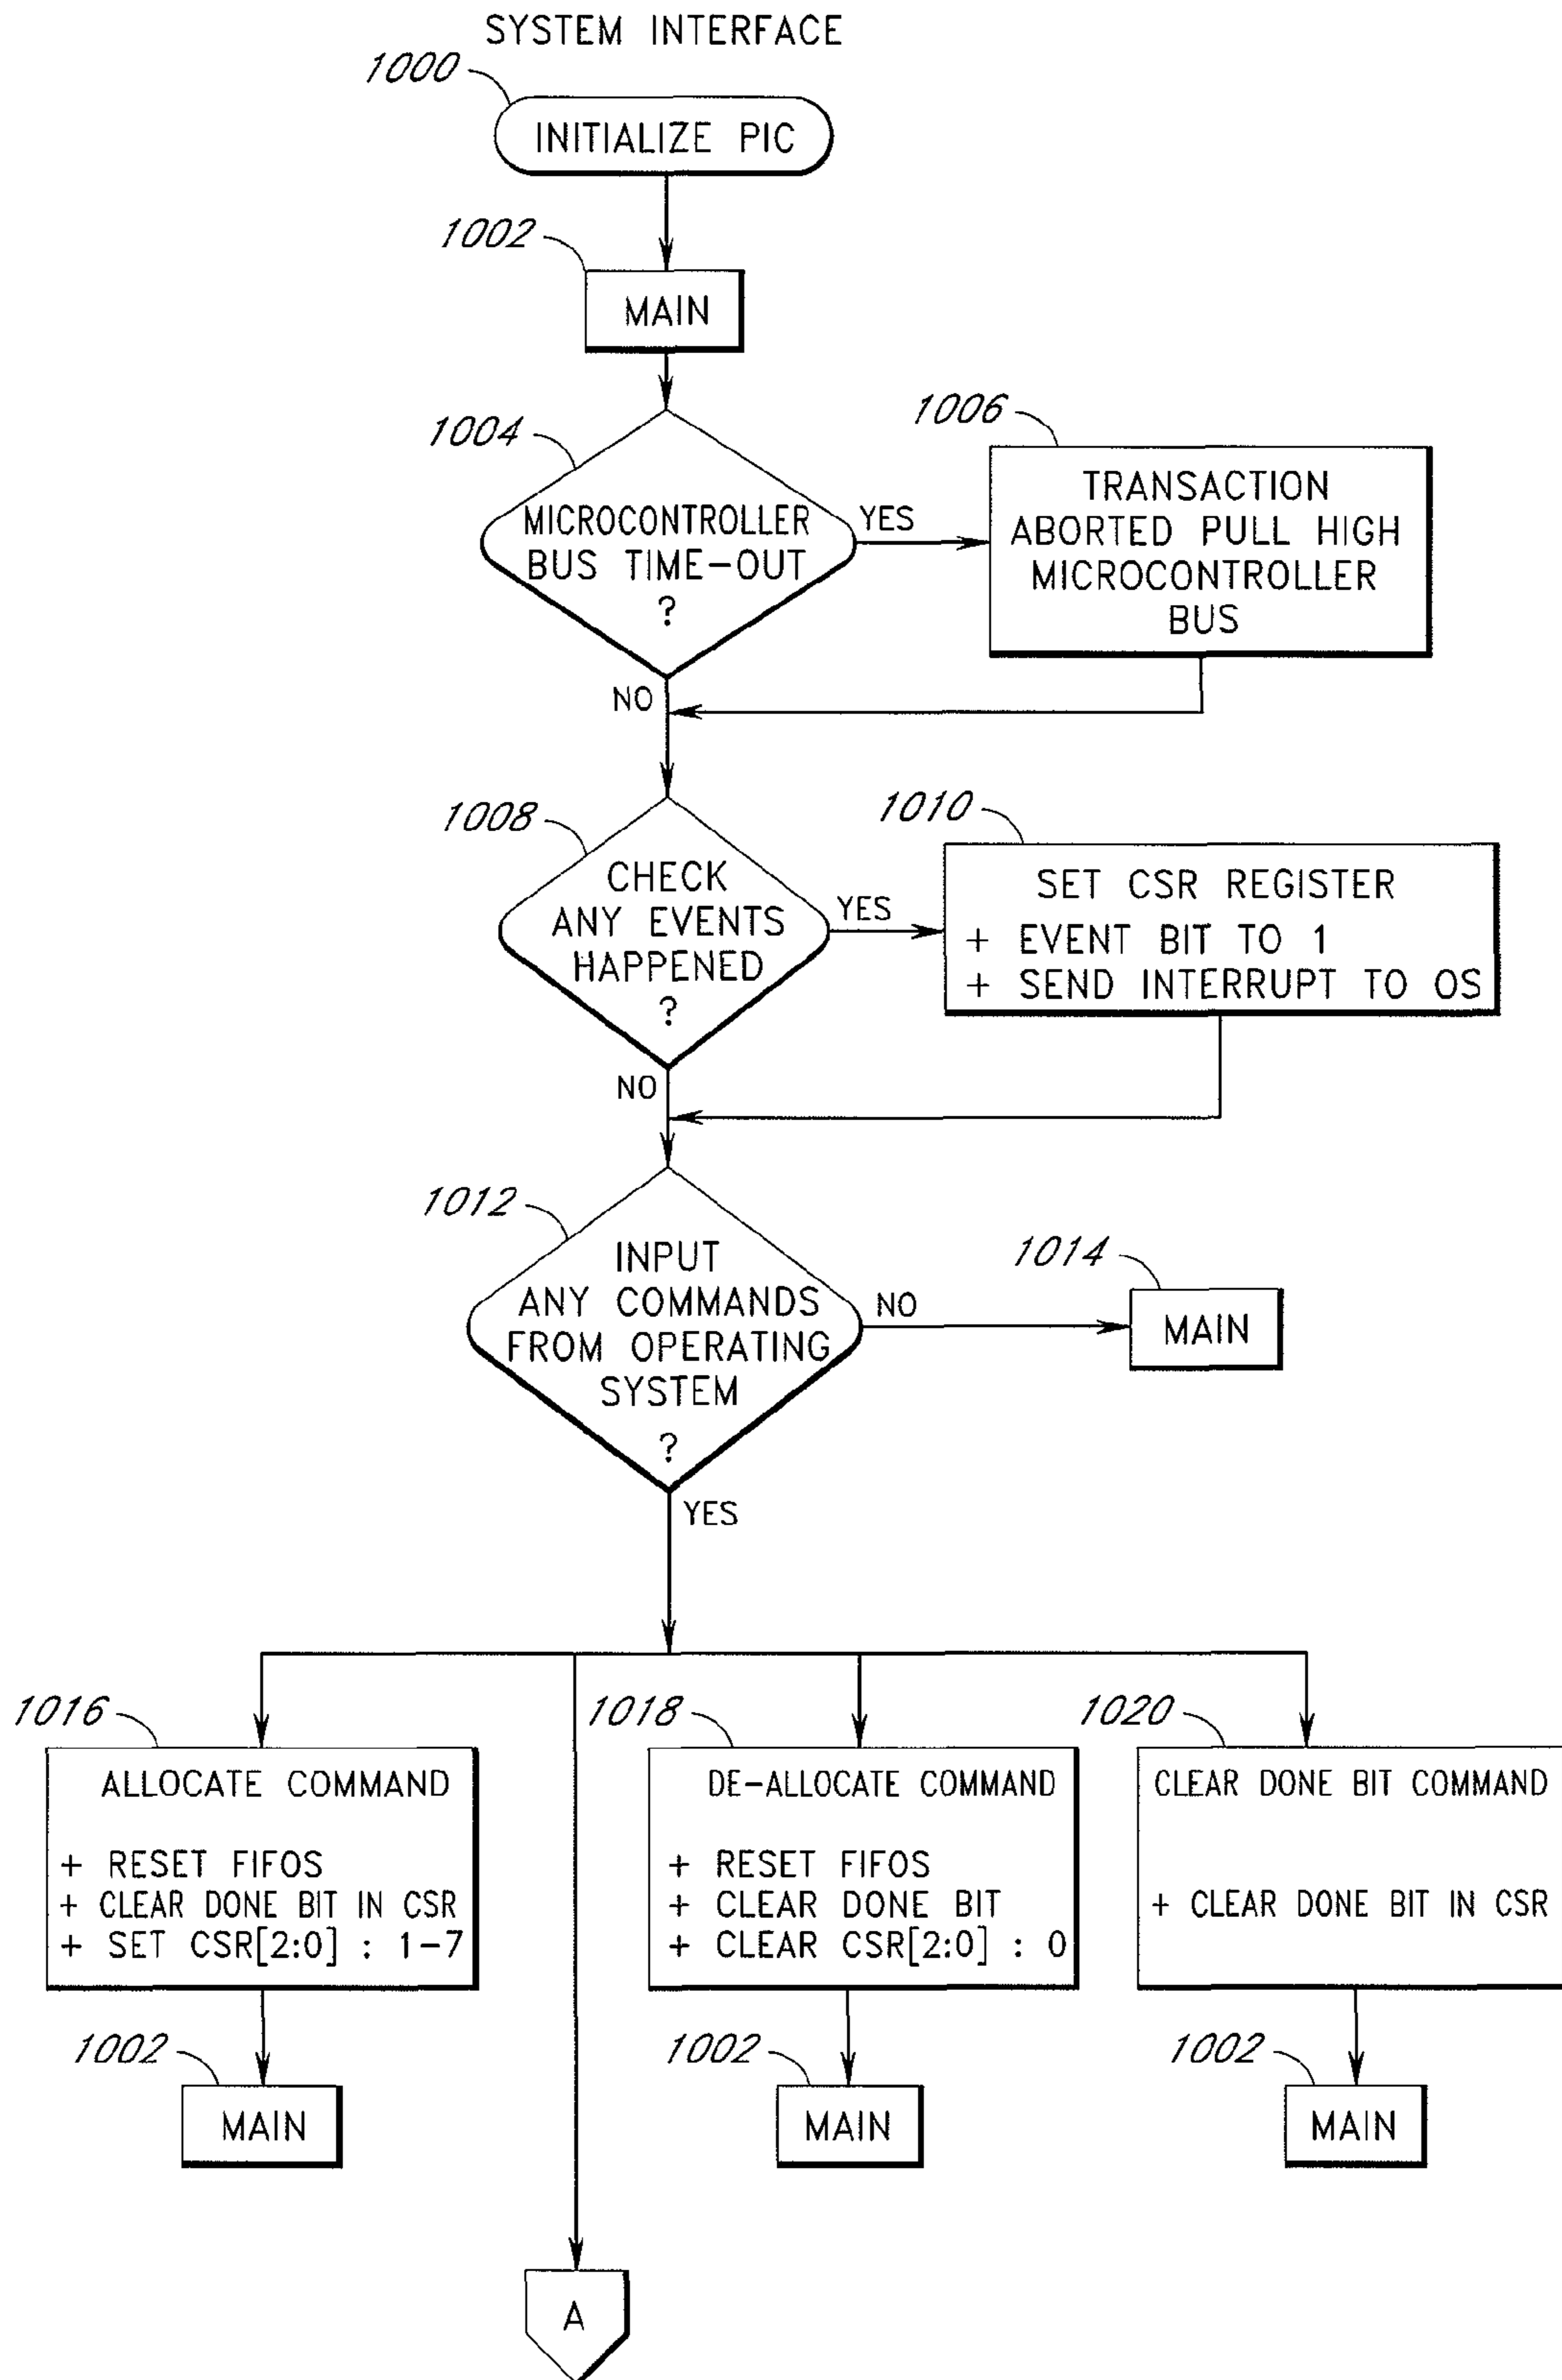 SYSTEM INTERFACE
1000
INITIALIZE PIC
1002
MAIN
1004
MICROCONTROLLER
BUS TIME-OUT
?
YES
NO
1006
TRANSACTION
ABORTED PULL HIGH
MICROCONTROLLER
BUS
1008
CHECK
ANY EVENTS
HAPPENED
?
YES
NO
1010
SET CSR REGISTER
+ EVENT BIT TO 1
+ SEND INTERRUPT TO OS
1012
INPUT
ANY COMMANDS
FROM OPERATING
SYSTEM
?
NO
YES
1014
MAIN
1016
ALLOCATE COMMAND
+ RESET FIFOS
+ CLEAR DONE BIT IN CSR
+ SET CSR[2:0] : 1-7
1002
MAIN
1018
DE-ALLOCATE COMMAND
+ RESET FIFOS
+ CLEAR DONE BIT
+ CLEAR CSR[2:0] : 0
1002
MAIN
1020
CLEAR DONE BIT COMMAND
+ CLEAR DONE BIT IN CSR
1002
MAIN
A